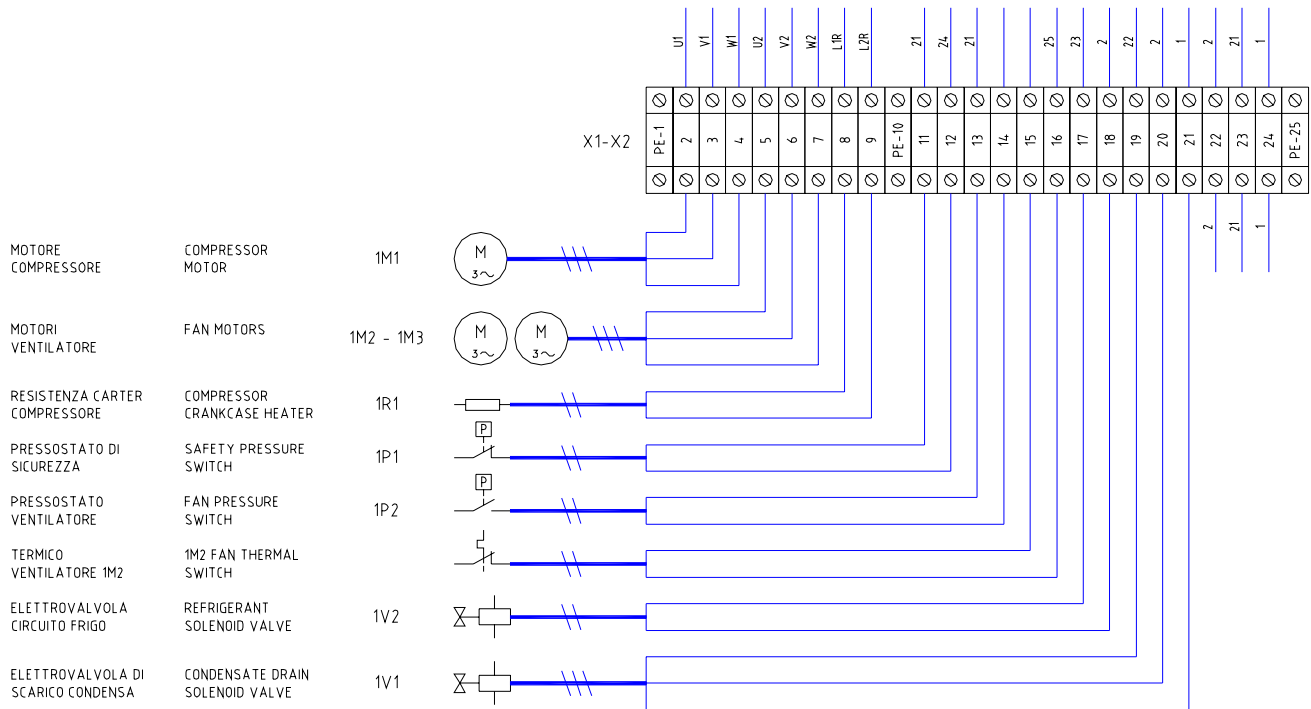 U1 V1 W1 U2 V2 W2 L1R L2R 21 24 21 25 23 2 22 2 1 2 21 1
X1-X2 PE-1 2 3 4 5 6 7 8 9 PE-10 11 12 13 14 15 16 17 18 19 20 21 22 23 24 PE-25
2 21 1
MOTORE COMPRESSOR
COMPRESSORE MOTOR
1M1
M
3~
MOTORI FAN MOTORS
VENTILATORE
1M2 - 1M3
M M
3~ 3~
RESISTENZA CARTER COMPRESSOR
COMPRESSORE CRANKCASE HEATER
1R1
P
PRESSOSTATO DI SAFETY PRESSURE
SICUREZZA SWITCH
1P1
P
PRESSOSTATO FAN PRESSURE
VENTILATORE SWITCH
1P2
TERMICO 1M2 FAN THERMAL
VENTILATORE 1M2 SWITCH
ELETTROVALVOLA REFRIGERANT
CIRCUITO FRIGO SOLENOID VALVE
1V2
ELETTROVALVOLA DI CONDENSATE DRAIN
SCARICO CONDENSA SOLENOID VALVE
1V1